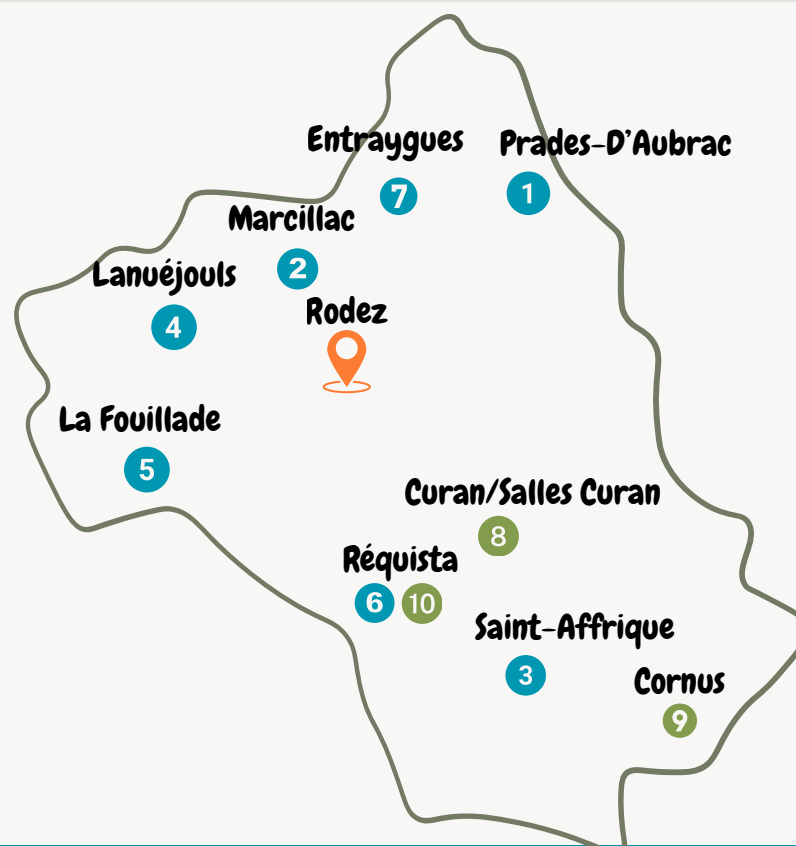 Entraygues
7
Prades-D'Aubrac
1
Marcillac
2
Lanuéjouls
4
Rodez
La Fouillade
5
Curan/Salles Curan
8
Réquista
6 10
Saint-Affrique
3
Cornus
9